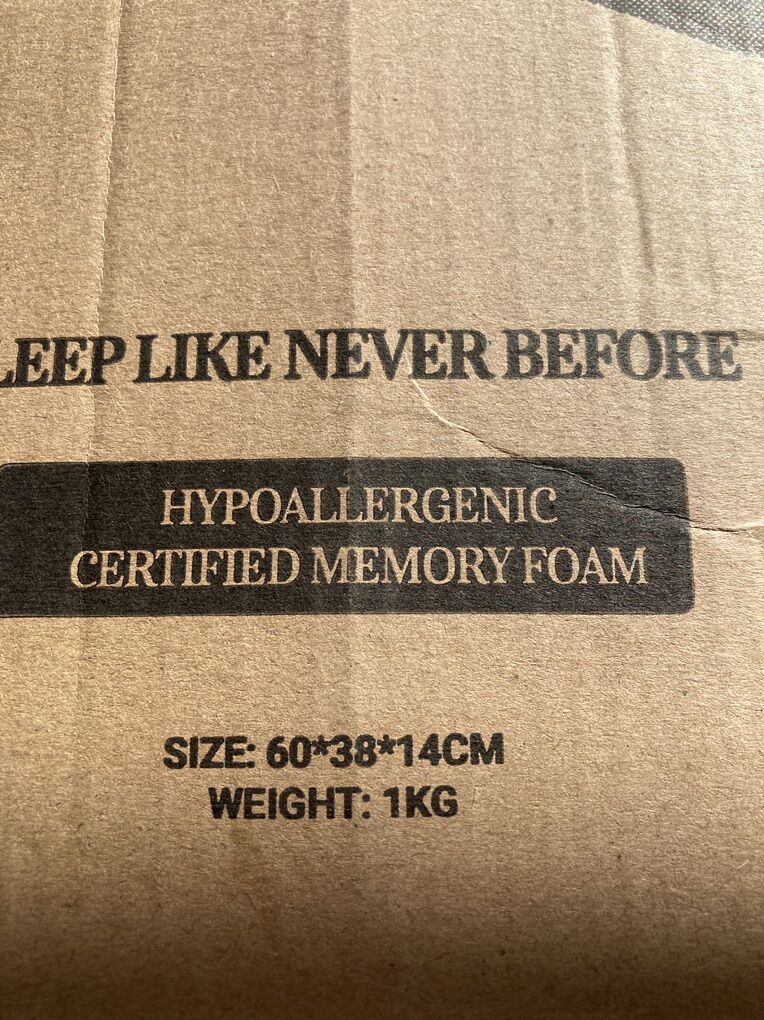 LEEP LIKE NEVER BEFORE
HYPOALLERGENIC
CERTIFIED MEMORY FOAM
SIZE: 60*38*14CM
WEIGHT: 1KG